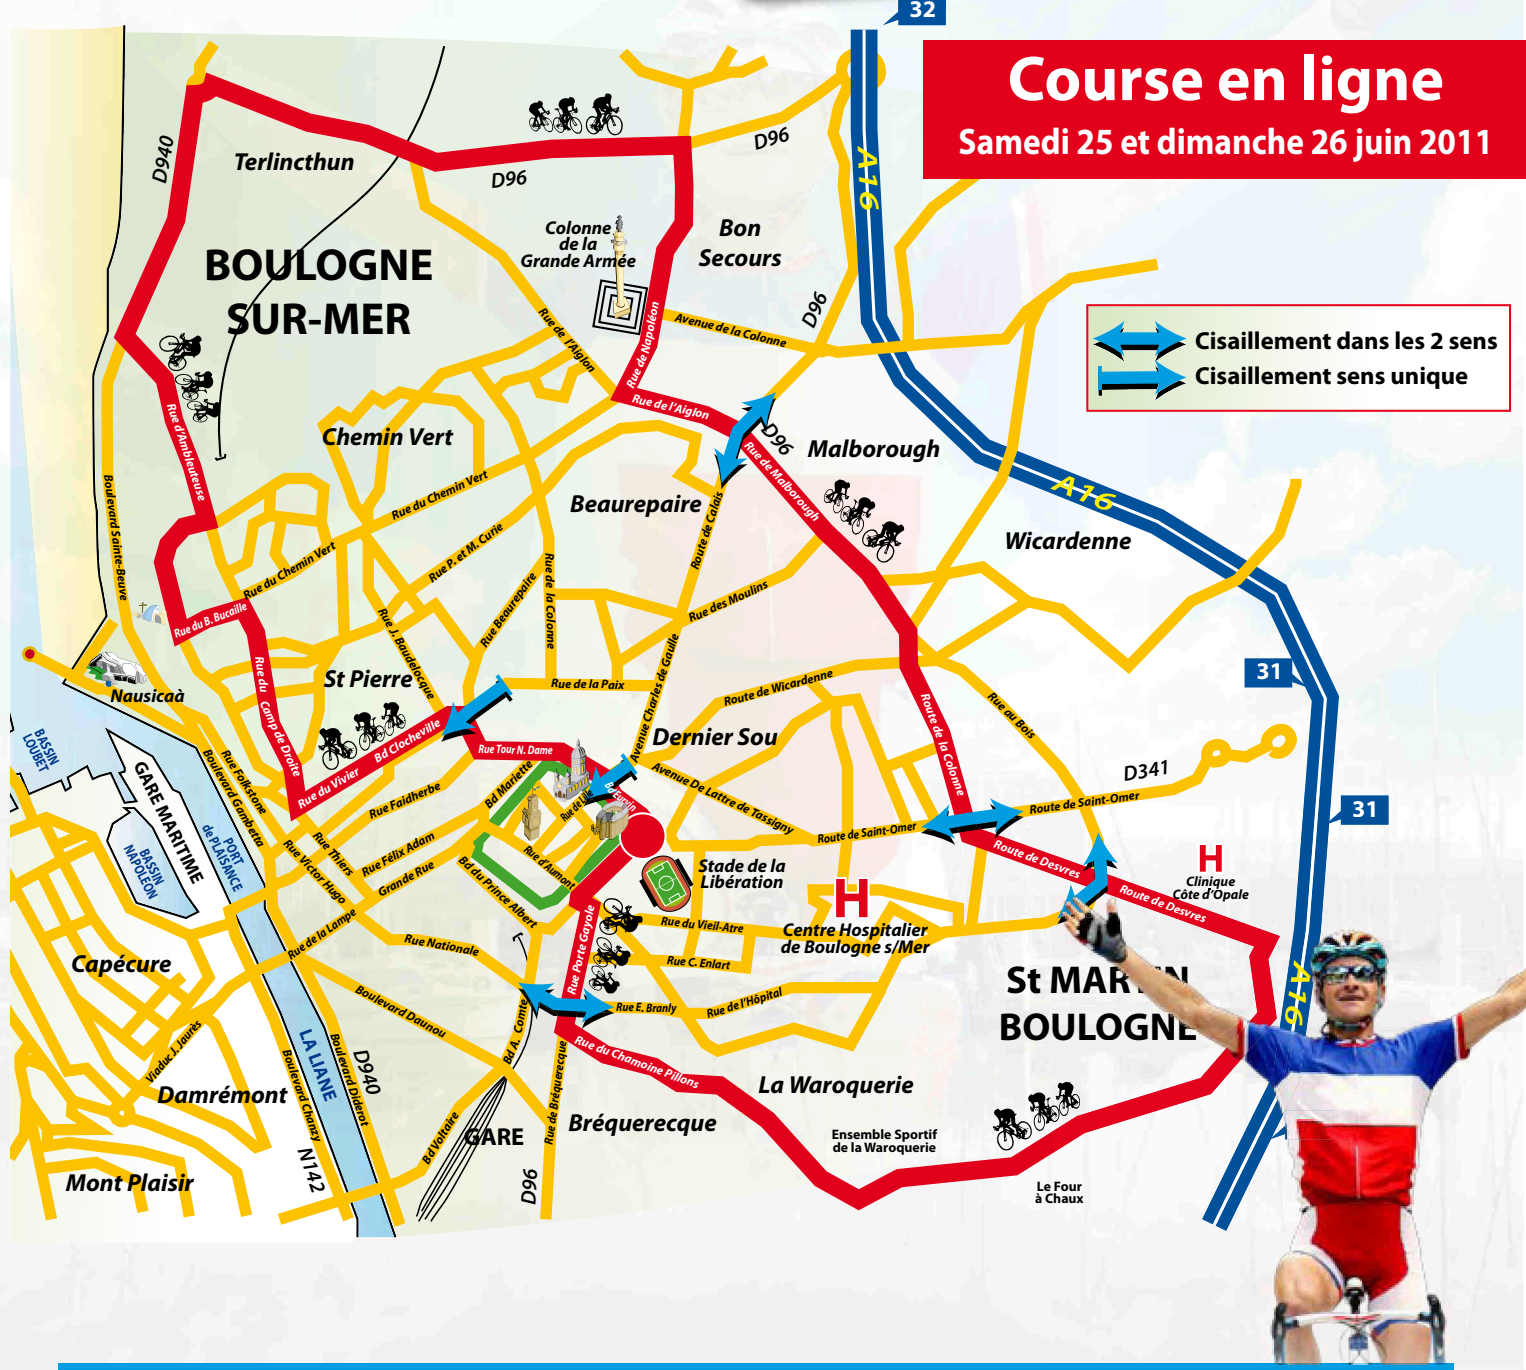 32
Course en ligne
Samedi 25 et dimanche 26 juin 2011
A16
D940
Terlincthun
D96
D96
BOULOGNE
SUR-MER
Colonne
de la
Grande Armée
Bon
Secours
D96
Rue de Napoléon
Avenue de la Colonne
Rue de l'Aiglon
Rue de l'Aiglon
Cisaillement dans les 2 sens
Cisaillement sens unique
Rue d'Ambleteuse
Chemin Vert
D96
Malborough
Rue de Malborough
Rue du Chemin Vert
Beaurepaire
A16
Boulevard Sainte-Beuve
Route de Calais
Rue P. et M. Curie
Wicardenne
Rue du Chemin Vert
Rue de la Colonne
Rue Beaurepaire
Rue des Moulins
Rue du B. Bucaille
Rue J. Baudelocque
Avenue Charles de Gaulle
Nausicaà
St Pierre
Rue de la Paix
Route de Wicardenne
31
Rue du Camp de Droite
Route de la Colonne
Rue au Bois
BASSIN
LOUBET
Bd Clocheville
Rue Tour N. Dame
Dernier Sou
D341
Rue du Vivier
Rue Folkstone
Boulevard Gambetta
GARE MARITIME
Rue Faidherbe
Bd Mariette
Rue de Lille
Bd Eurvin
Avenue De Lattre de Tassigny
Route de Saint-Omer
Route de Saint-Omer
31
PORT
de PLAISANCE
BASSIN
NAPOLÉON
Rue Thiers
Rue Victor Hugo
Rue Félix Adam
Grande Rue
Rue d'Aumont
Bd du Prince Albert
Stade de la
Libération
Route de Desvres
Route de Desvres
H
Clinique
Côte d'Opale
H
Centre Hospitalier
de Boulogne s/Mer
Rue de la Lampe
Rue Nationale
Rue Porte Gayole
Rue du Vieil-Atre
Rue C. Enlart
Capécure
St MARTIN
BOULOGNE
A16
Boulevard Daunou
Rue E. Branly
Rue de l'Hôpital
Bd A. Comte
Viaduc J. Jaurès
LA LIANE
D940
Boulevard Diderot
Boulevard Chanzy
Rue du Chamoine Pillons
Rue de Bréquerecque
Damrémont
La Waroquerie
Bréquerecque
GARE
Bd Voltaire
Ensemble Sportif
de la Waroquerie
Mont Plaisir
N142
D96
Le Four
à Chaux